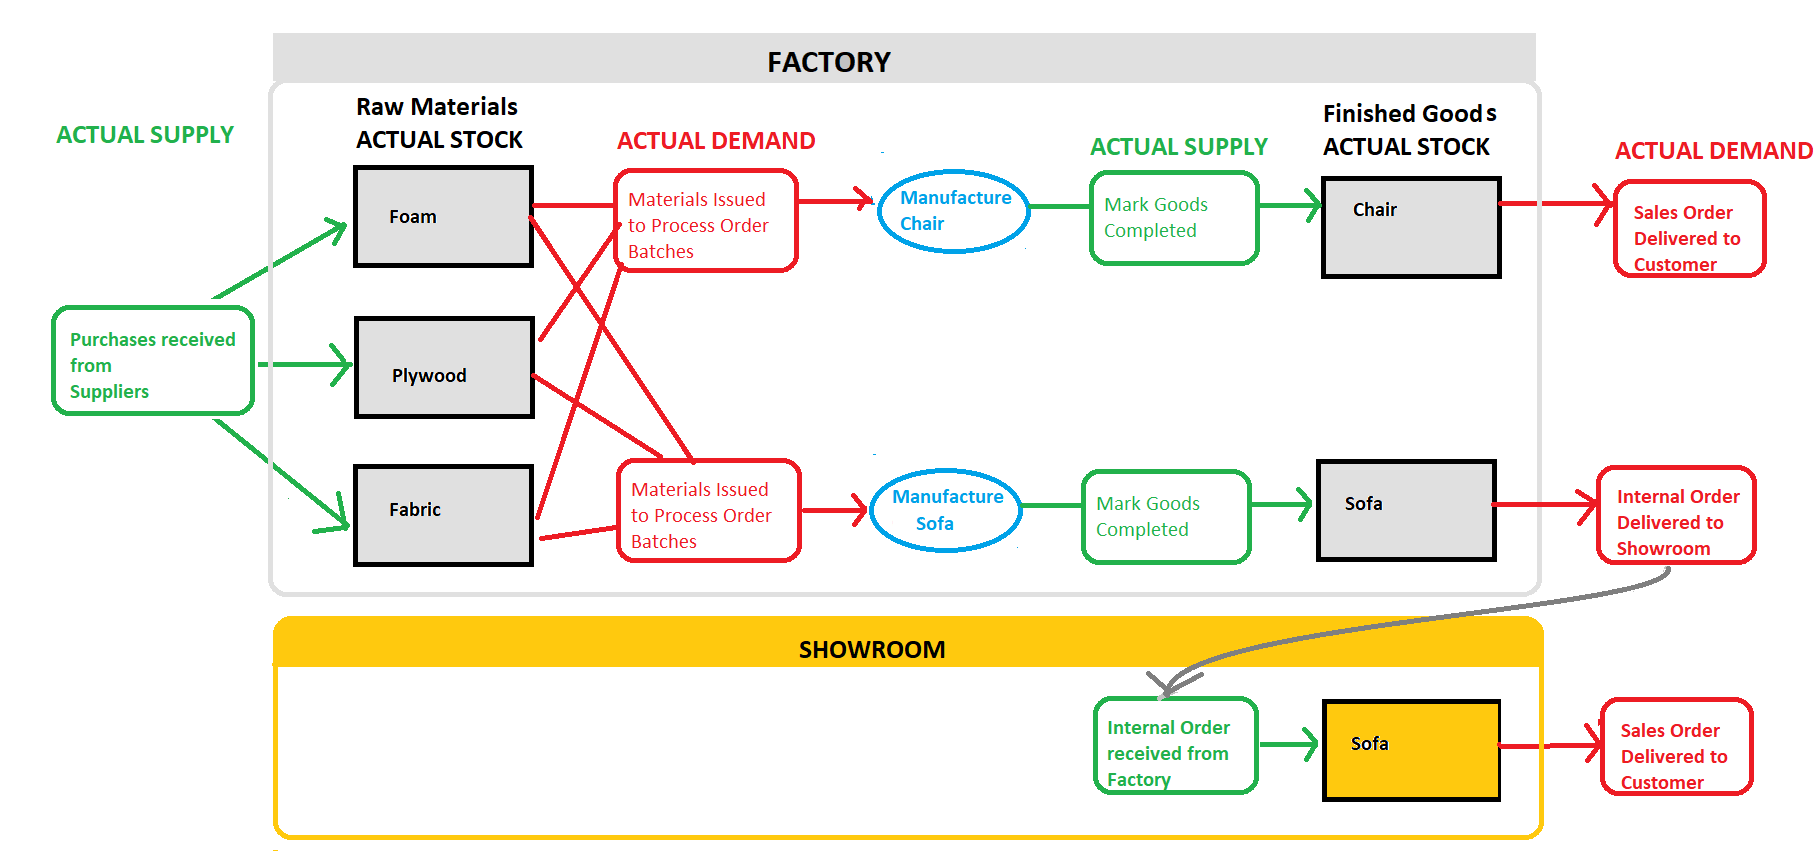 FACTORY
Raw Materials
ACTUAL STOCK
Finished Goods
ACTUAL STOCK
ACTUAL SUPPLY
ACTUAL DEMAND
ACTUAL SUPPLY
ACTUAL DEMAND
Foam
Materials Issued
to Process Order
Batches
Manufacture
Chair
Mark Goods
Completed
Chair
Sales Order
Delivered to
Customer
Purchases received
from
Suppliers
Plywood
Fabric
Materials Issued
to Process Order
Batches
Manufacture
Sofa
Mark Goods
Completed
Sofa
Internal Order
Delivered to
Showroom
SHOWROOM
Internal Order
received from
Factory
Sofa
Sales Order
Delivered to
Customer